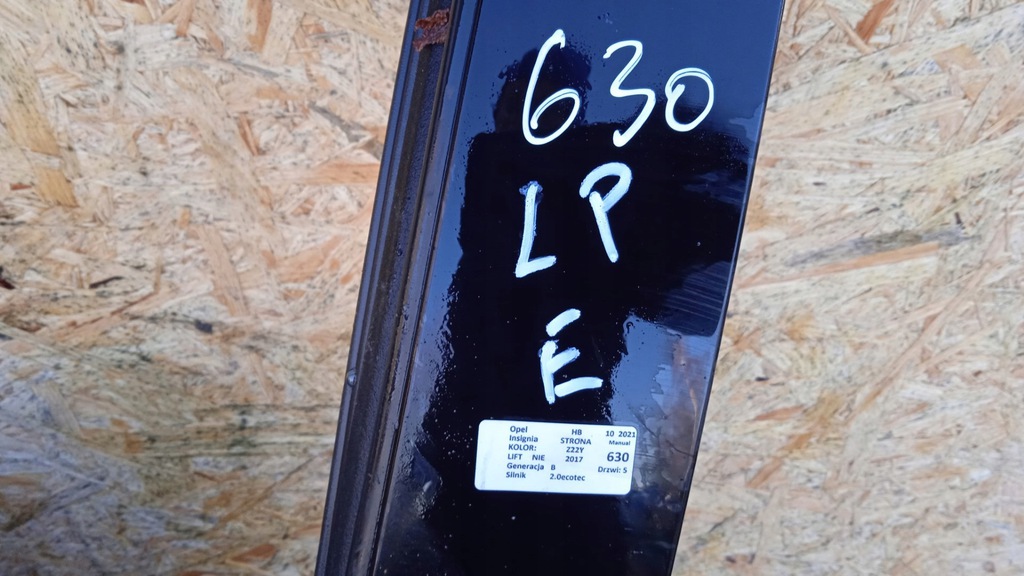 630
LP
E
Opel HB 10 2021
Insignia STRONA Manual
KOLOR: Z22Y
LIFT NIE 2017 630
Generacja B Drzwi: 5
Silnik 2.0ecotec